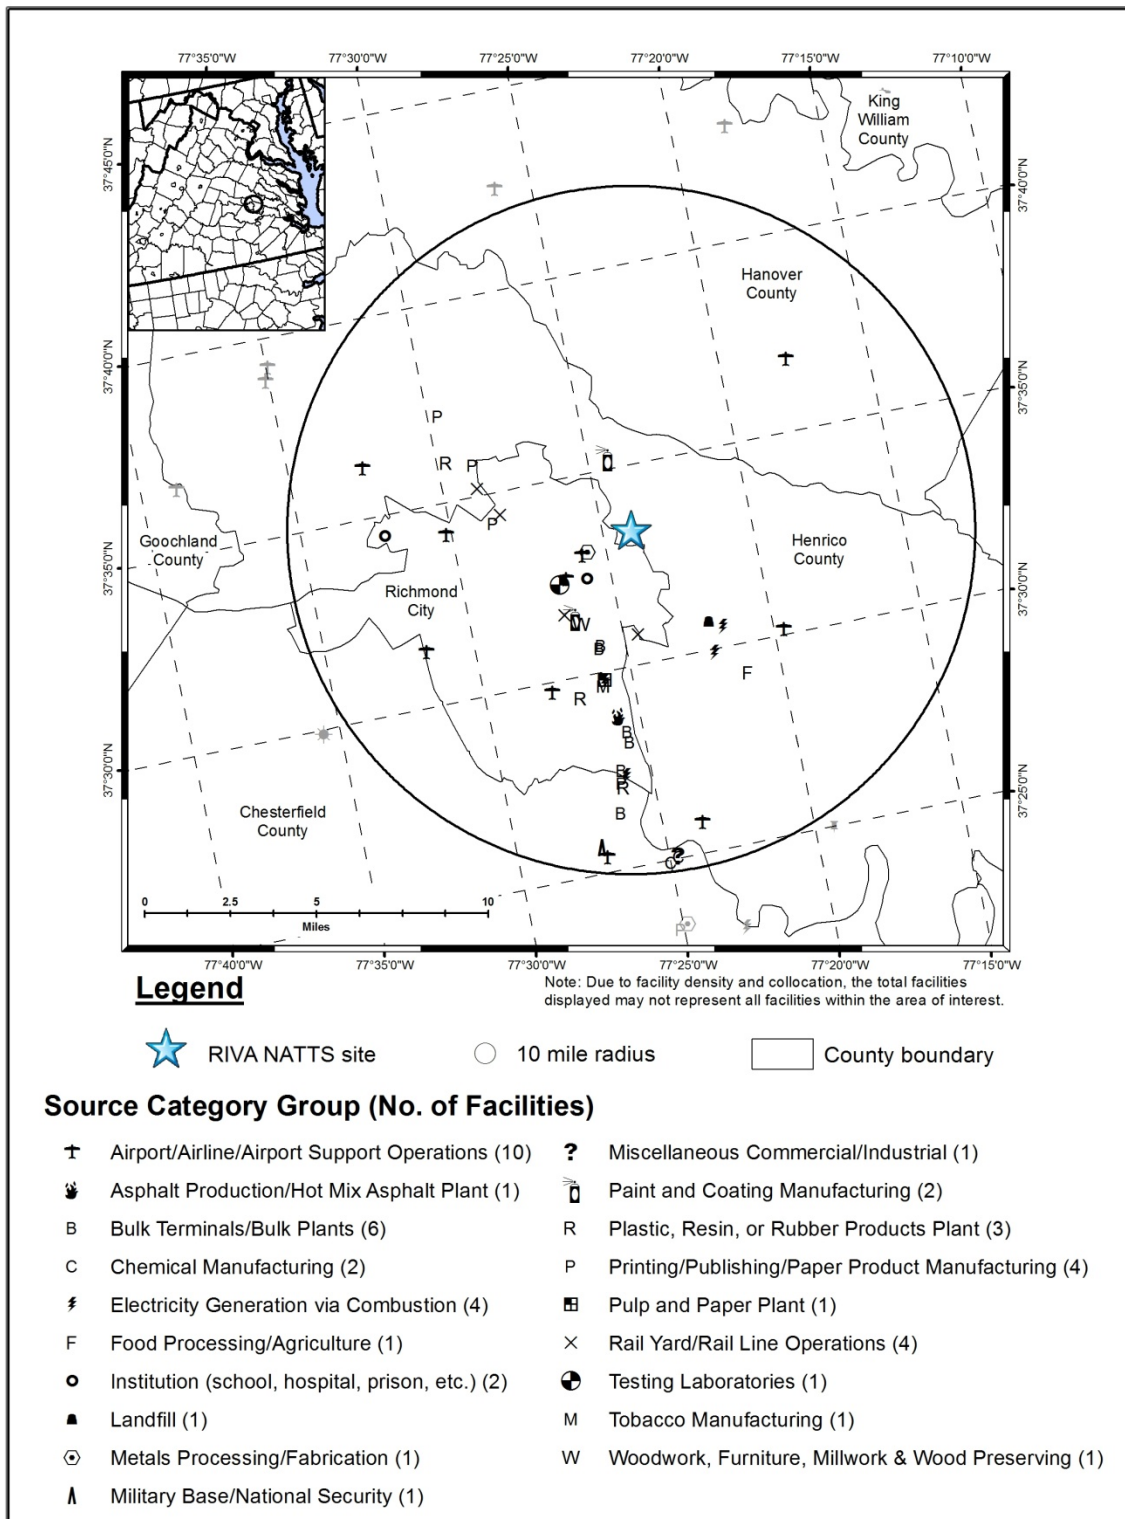 77°35'0"W 77°30'0"W 77°25'0"W 77°20'0"W 77°15'0"W 77°10'0"W
King
William
County
37°45'0"N
37°40'0"N
Hanover
County
37°40'0"N
37°35'0"N
P
R
P
P
Goochland
County
Henrico
County
37°35'0"N
37°30'0"N
Richmond
City
W
B
B
F
M
R
B
B
37°30'0"N
37°25'0"N
B
R
B
Chesterfield
County
0 2.5 5 10
Miles
P
77°40'0"W 77°35'0"W 77°30'0"W 77°25'0"W 77°20'0"W 77°15'0"W
Legend
Note: Due to facility density and collocation, the total facilities
displayed may not represent all facilities within the area of interest.
RIVA NATTS site
10 mile radius
County boundary
Source Category Group (No. of Facilities)
Airport/Airline/Airport Support Operations (10)
Asphalt Production/Hot Mix Asphalt Plant (1)
B Bulk Terminals/Bulk Plants (6)
C Chemical Manufacturing (2)
Electricity Generation via Combustion (4)
F Food Processing/Agriculture (1)
Institution (school, hospital, prison, etc.) (2)
Landfill (1)
Metals Processing/Fabrication (1)
Military Base/National Security (1)
? Miscellaneous Commercial/Industrial (1)
Paint and Coating Manufacturing (2)
R Plastic, Resin, or Rubber Products Plant (3)
P Printing/Publishing/Paper Product Manufacturing (4)
Pulp and Paper Plant (1)
Rail Yard/Rail Line Operations (4)
Testing Laboratories (1)
M Tobacco Manufacturing (1)
W Woodwork, Furniture, Millwork & Wood Preserving (1)